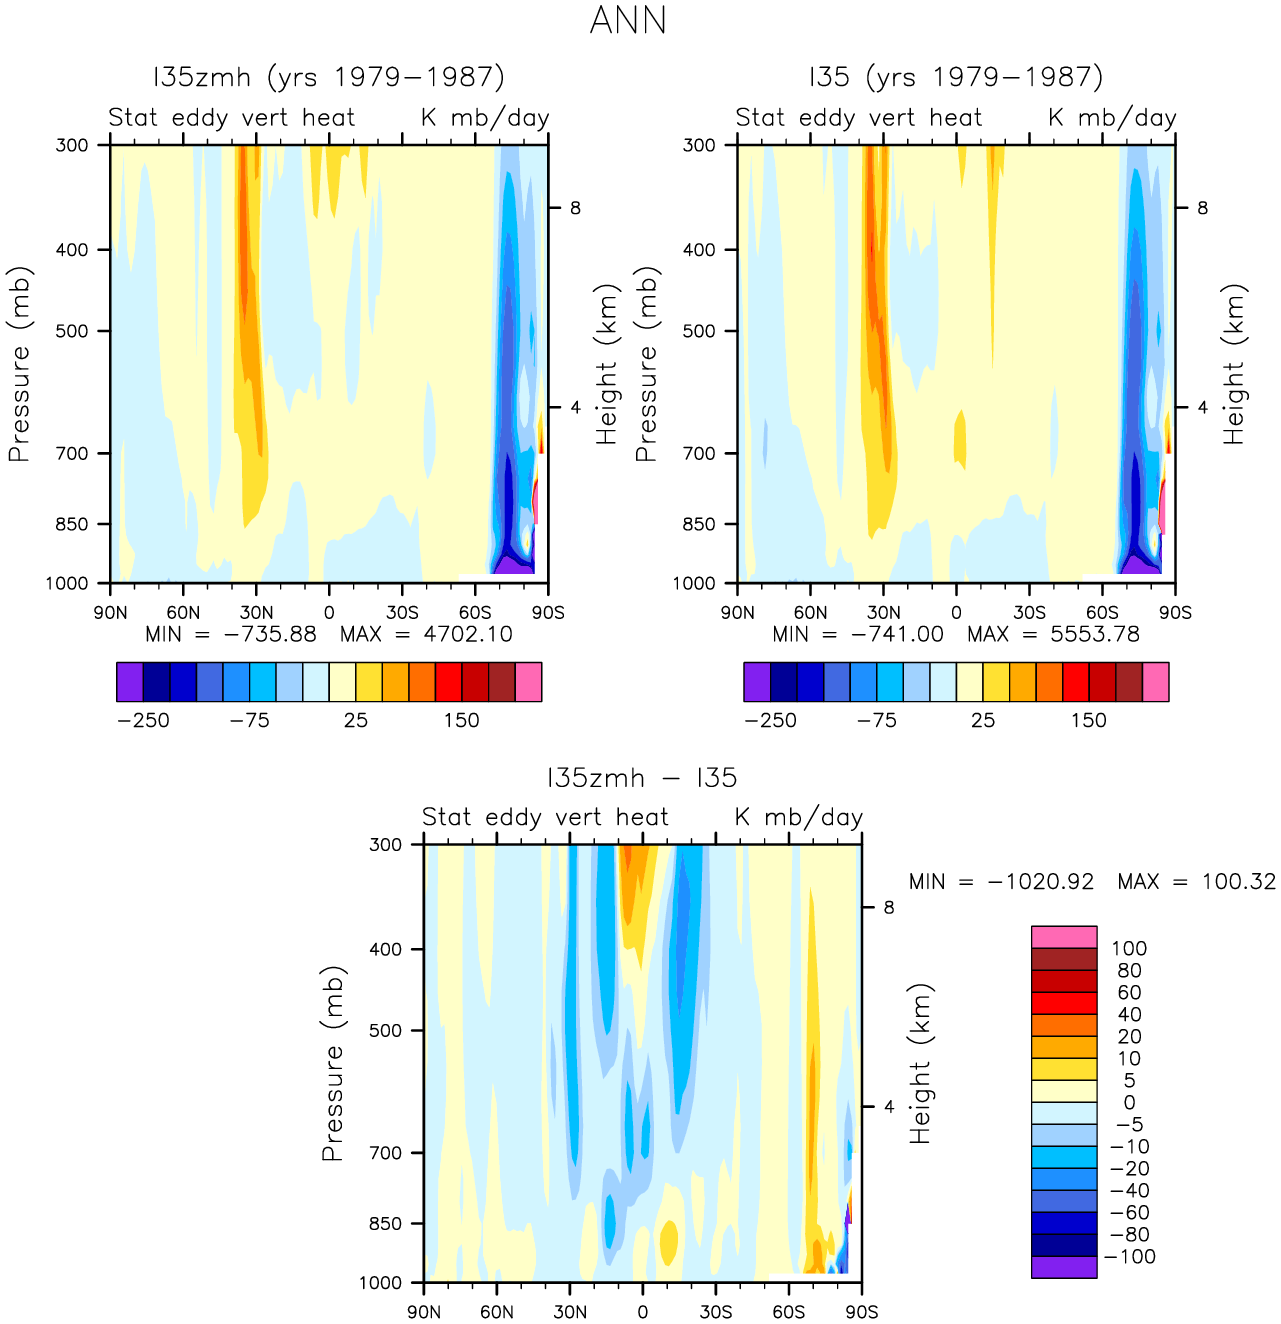 ANN
I35zmh (yrs 1979−1987)
Stat eddy vert heat K mb/day
300
400
500
700
850
1000
Pressure (mb)
8
4
Height (km)
90N 60N 30N 0 30S 60S 90S
MIN = −735.88 MAX = 4702.10
−250 −75 25 150
I35 (yrs 1979−1987)
Stat eddy vert heat K mb/day
300
400
500
700
850
1000
Pressure (mb)
8
4
Height (km)
90N 60N 30N 0 30S 60S 90S
MIN = −741.00 MAX = 5553.78
−250 −75 25 150
I35zmh − I35
Stat eddy vert heat K mb/day
300
400
500
700
850
1000
Pressure (mb)
8
4
Height (km)
90N 60N 30N 0 30S 60S 90S
MIN = −1020.92 MAX = 100.32
100
80
60
40
20
10
5
0
−5
−10
−20
−40
−60
−80
−100